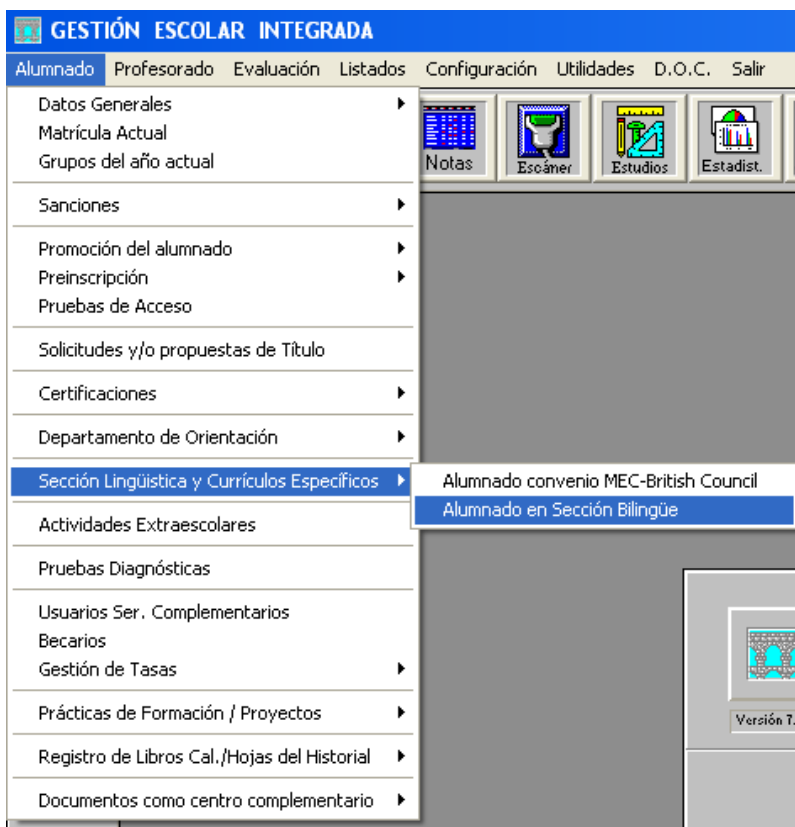 GESTIÓN ESCOLAR INTEGRADA
Alumnado Profesorado Evaluación Listados Configuración Utilidades D.O.C. Salir
Notas Escáner Estudios Estadist.
Datos Generales
Matrícula Actual
Grupos del año actual
Sanciones
Promoción del alumnado
Preinscripción
Pruebas de Acceso
Solicitudes y/o propuestas de Título
Certificaciones
Departamento de Orientación
Sección Lingüistica y Currículos Específicos
Alumnado convenio MEC-British Council
Alumnado en Sección Bilingüe
Actividades Extraescolares
Pruebas Diagnósticas
Usuarios Ser. Complementarios
Becarios
Gestión de Tasas
Prácticas de Formación / Proyectos
Versión 7.
Registro de Libros Cal./Hojas del Historial
Documentos como centro complementario